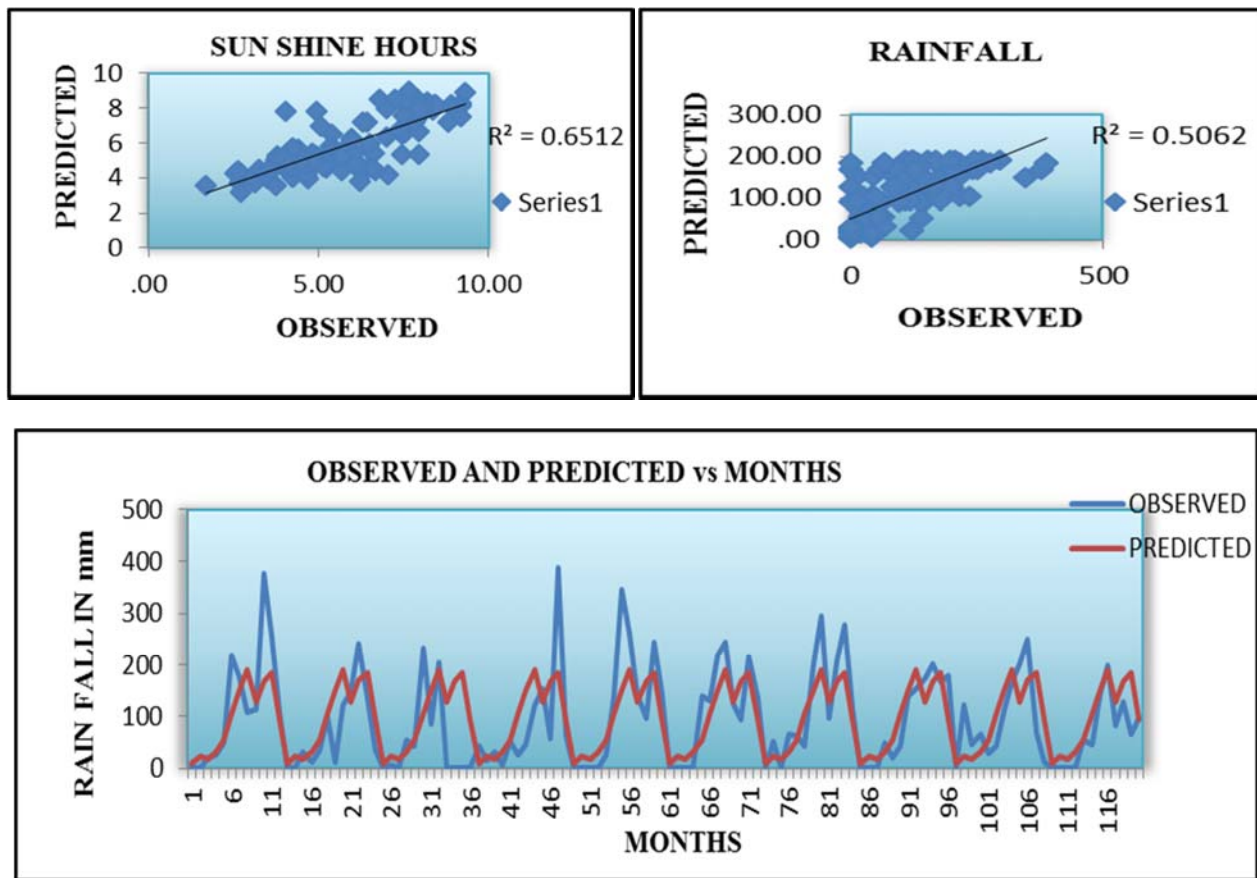 SUN SHINE HOURS
PREDICTED
10
8
6
4
2
0
R² = 0.6512
Series1
.00 5.00 10.00
OBSERVED
RAINFALL
PREDICTED
300.00
200.00
100.00
.00
R² = 0.5062
Series1
0 500
OBSERVED
OBSERVED AND PREDICTED vs MONTHS
OBSERVED
PREDICTED
RAIN FALL IN mm
500
400
300
200
100
0
1 6 11 16 21 26 31 36 41 46 51 56 61 66 71 76 81 86 91 96 101 106 111 116
MONTHS